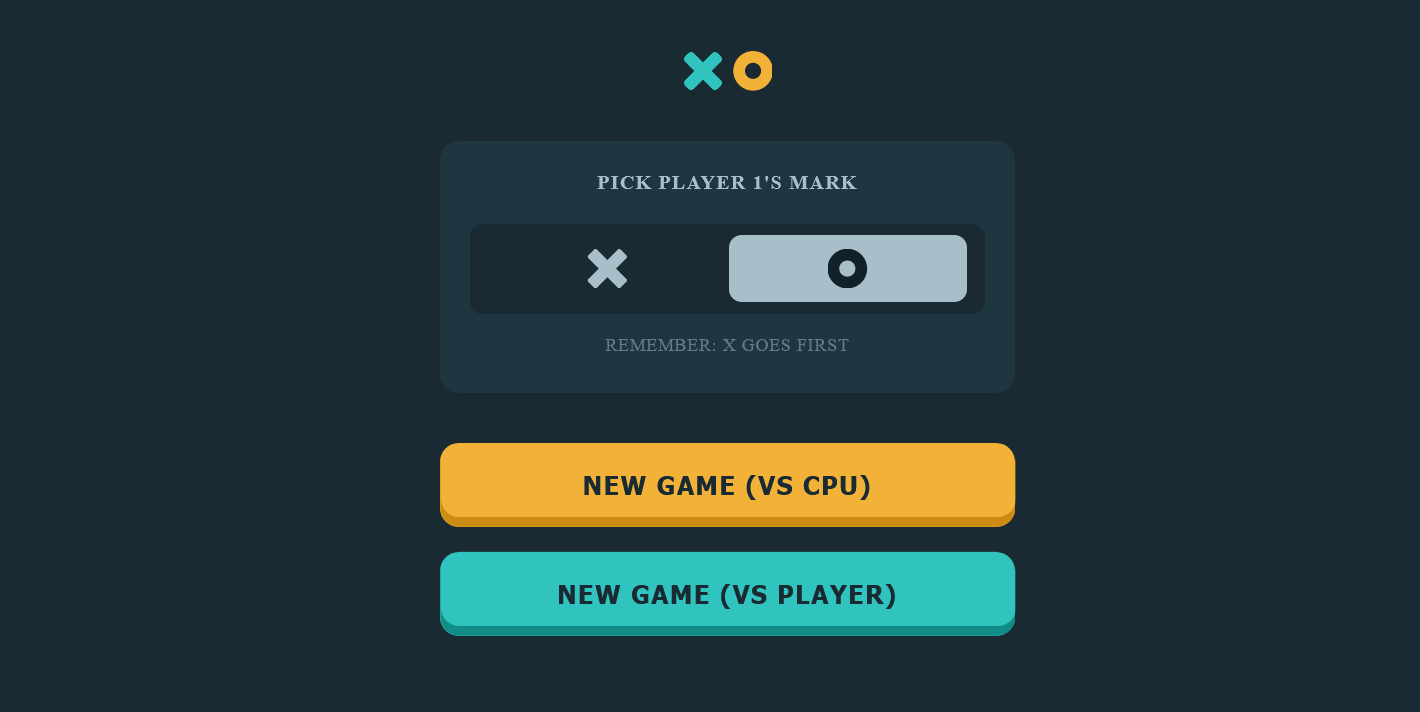 PICK PLAYER 1'S MARK
REMEMBER: X GOES FIRST
NEW GAME (VS CPU)
NEW GAME (VS PLAYER)